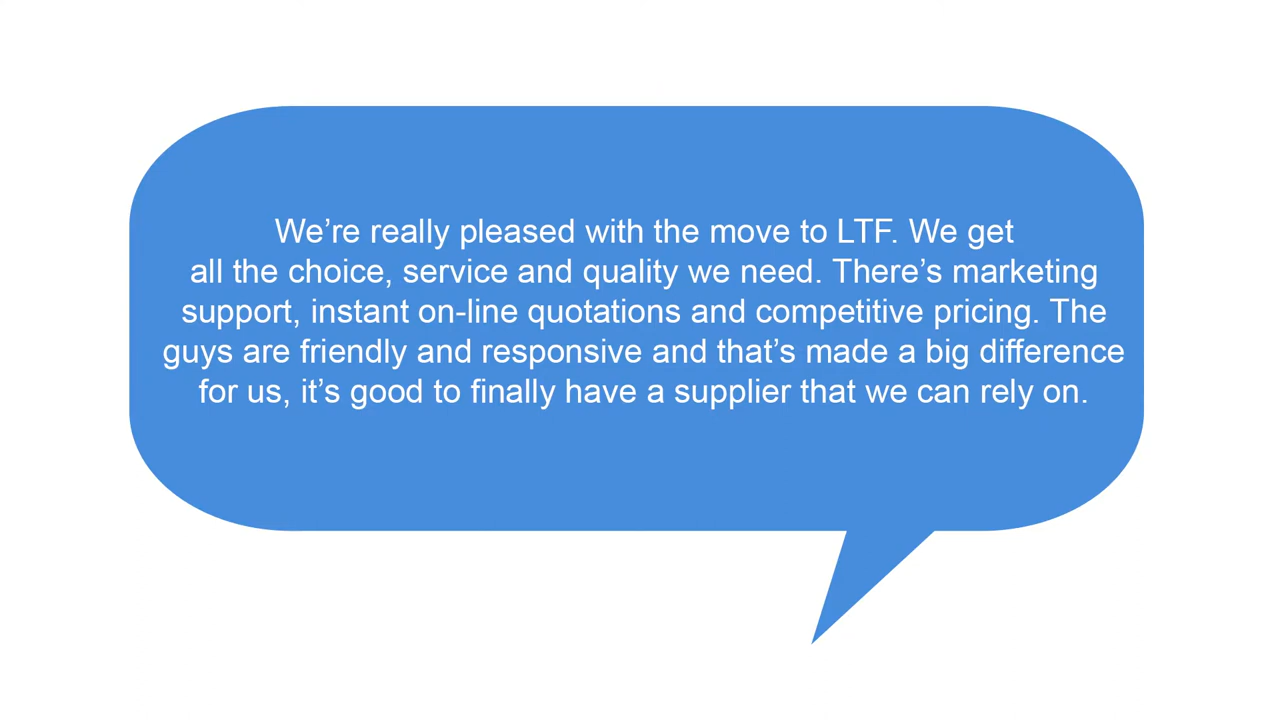 We’re really pleased with the move to LTF. We get
all the choice, service and quality we need. There’s marketing
support, instant on-line quotations and competitive pricing. The
guys are friendly and responsive and that’s made a big difference
for us, it’s good to finally have a supplier that we can rely on.